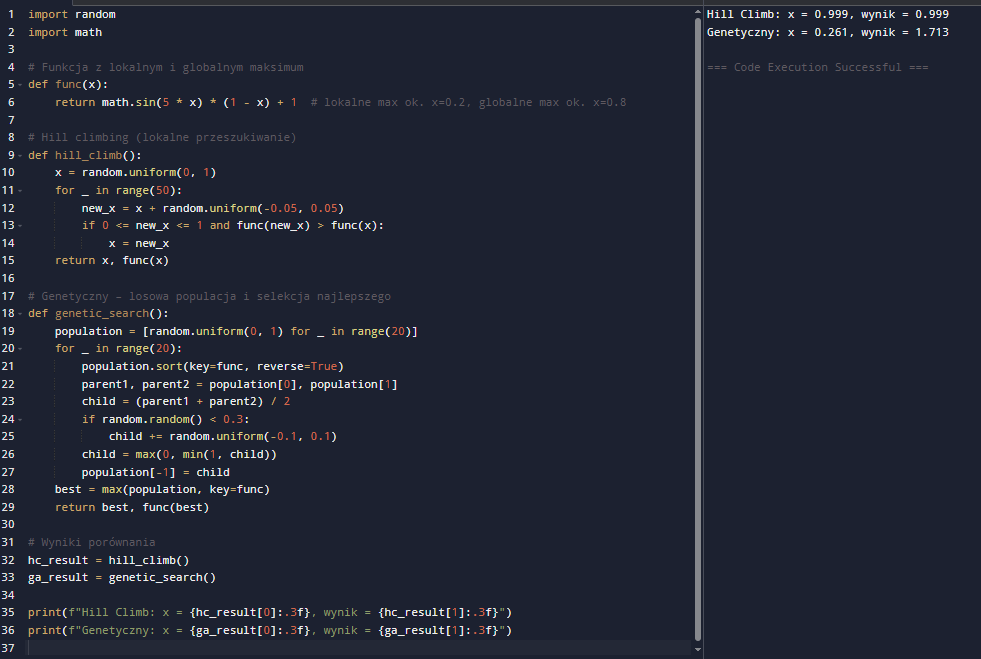 1 import random
2 import math
3
4 # Funkcja z lokalnym i globalnym maksimum
5 def func(x):
6     return math.sin(5 * x) * (1 - x) + 1  # lokalne max ok. x=0.2, globalne max ok. x=0.8
7
8 # Hill climbing (lokalne przeszukiwanie)
9 def hill_climb():
10     x = random.uniform(0, 1)
11     for _ in range(50):
12         new_x = x + random.uniform(-0.05, 0.05)
13         if 0 <= new_x <= 1 and func(new_x) > func(x):
14             x = new_x
15     return x, func(x)
16
17 # Genetyczny – losowa populacja i selekcja najlepszego
18 def genetic_search():
19     population = [random.uniform(0, 1) for _ in range(20)]
20     for _ in range(20):
21         population.sort(key=func, reverse=True)
22         parent1, parent2 = population[0], population[1]
23         child = (parent1 + parent2) / 2
24         if random.random() < 0.3:
25             child += random.uniform(-0.1, 0.1)
26         child = max(0, min(1, child))
27         population[-1] = child
28     best = max(population, key=func)
29     return best, func(best)
30
31 # Wyniki porównania
32 hc_result = hill_climb()
33 ga_result = genetic_search()
34
35 print(f"Hill Climb: x = {hc_result[0]:.3f}, wynik = {hc_result[1]:.3f}")
36 print(f"Genetyczny: x = {ga_result[0]:.3f}, wynik = {ga_result[1]:.3f}")
37
Hill Climb: x = 0.999, wynik = 0.999
Genetyczny: x = 0.261, wynik = 1.713
=== Code Execution Successful ===